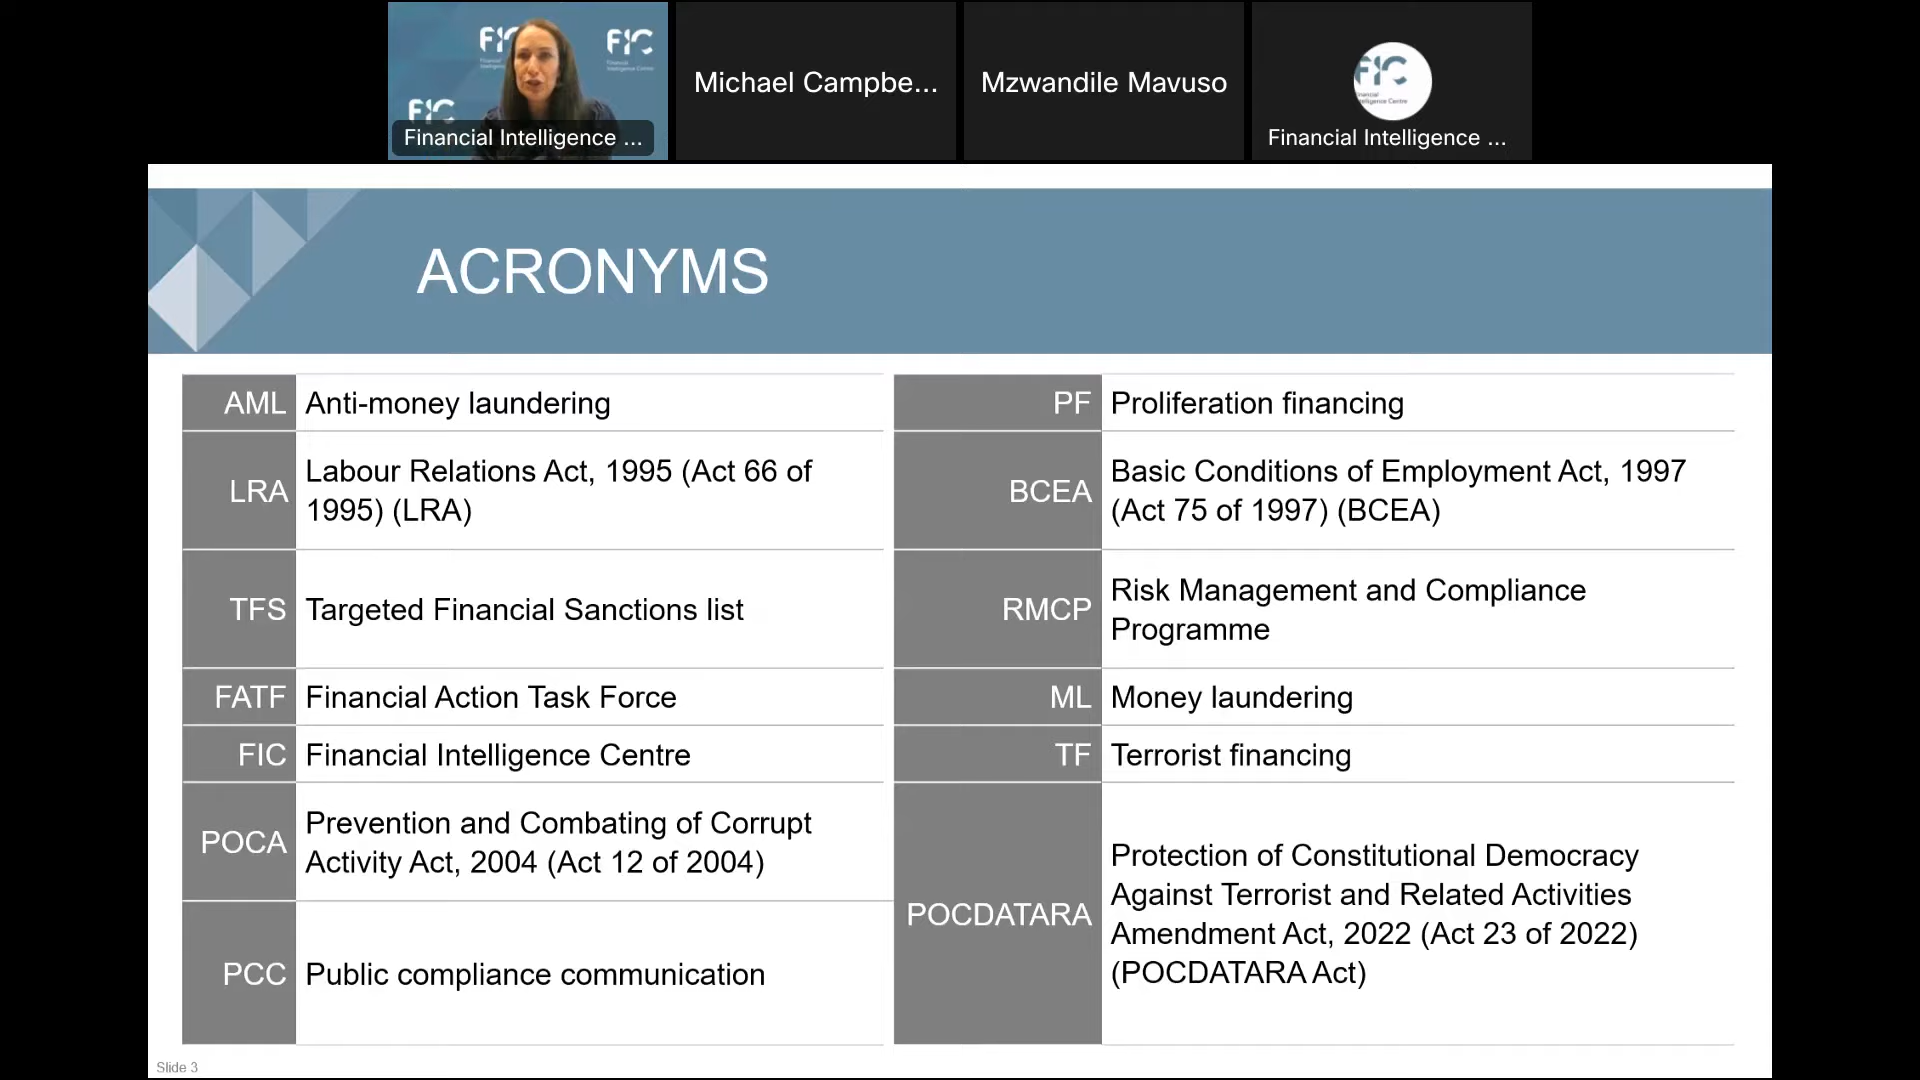 FIC
Financial Intelligence Centre
FIC
Financial Intelligence ...
Michael Campbe...
Mzwandile Mavuso
FIC
Financial Intelligence ...
ACRONYMS
AML Anti-money laundering
LRA Labour Relations Act, 1995 (Act 66 of
1995) (LRA)
TFS Targeted Financial Sanctions list
FATF Financial Action Task Force
FIC Financial Intelligence Centre
POCA Prevention and Combating of Corrupt
Activity Act, 2004 (Act 12 of 2004)
PCC Public compliance communication
PF Proliferation financing
BCEA Basic Conditions of Employment Act, 1997
(Act 75 of 1997) (BCEA)
RMCP Risk Management and Compliance
Programme
ML Money laundering
TF Terrorist financing
POCDATARA Protection of Constitutional Democracy
Against Terrorist and Related Activities
Amendment Act, 2022 (Act 23 of 2022)
(POCDATARA Act)
Slide 3